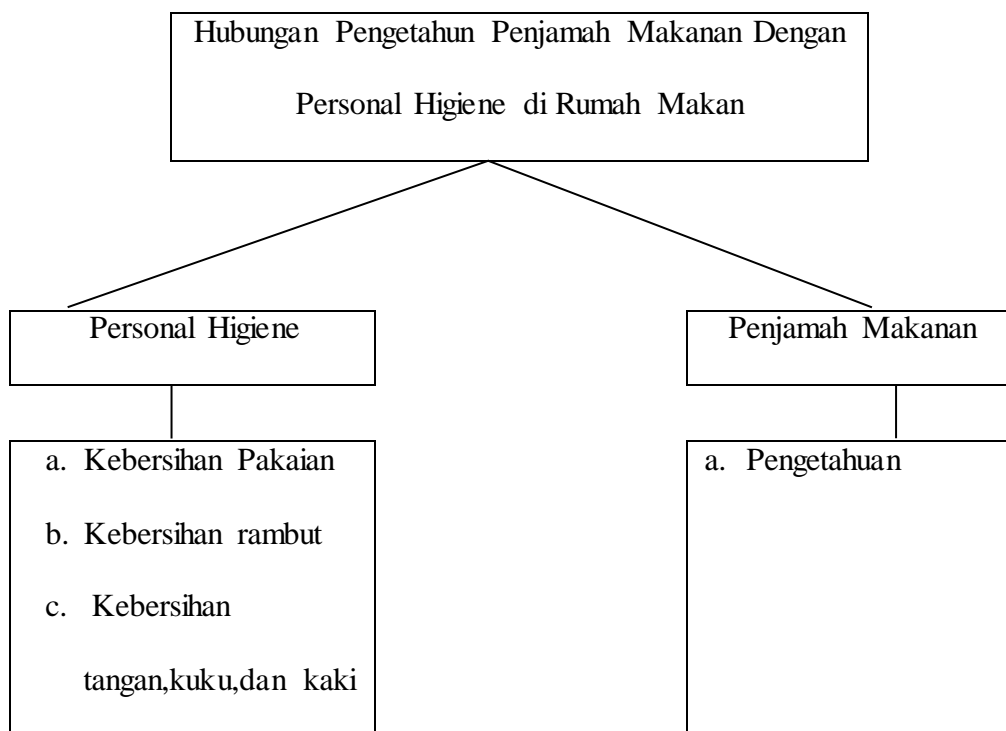 Hubungan Pengetahun Penjamah Makanan Dengan
Personal Higiene di Rumah Makan
Personal Higiene
Penjamah Makanan
a. Kebersihan Pakaian
b. Kebersihan rambut
c. Kebersihan
tangan,kuku,dan kaki
a. Pengetahuan